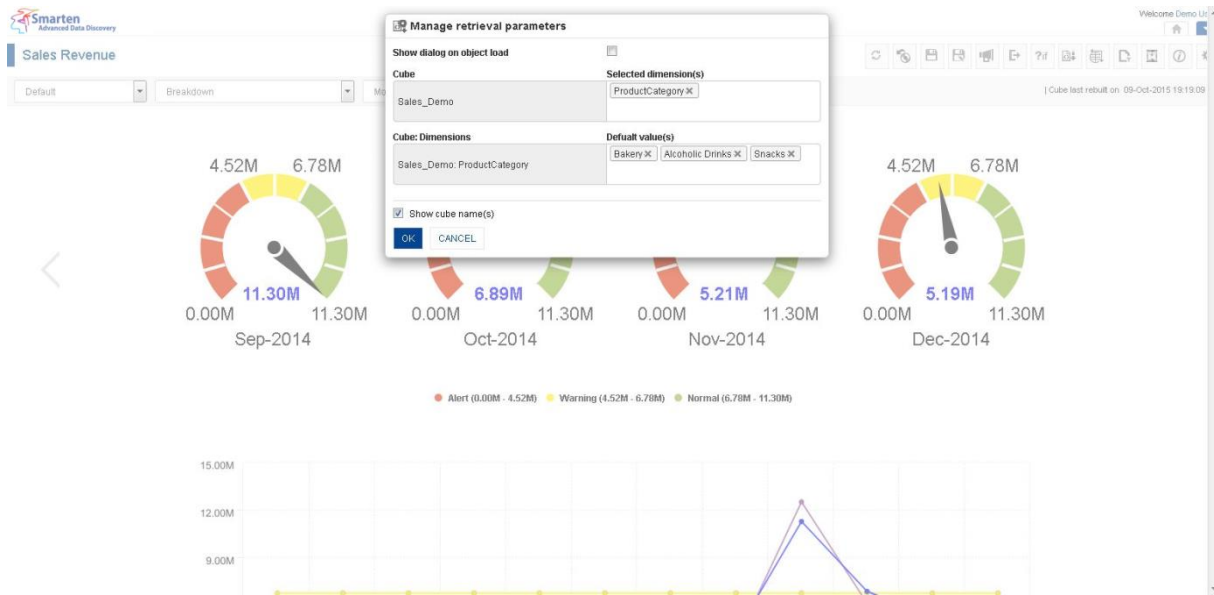 Smarten
Advanced Data Discovery
Welcome Demo
Sales Revenue
Manage retrieval parameters
Show dialog on object load
Cube
Selected dimension(s)
Sales_Demo
ProductCategory
Cube: Dimensions
Defualt value(s)
Sales_Demo: ProductCategory
Bakery
Alcoholic Drinks
Snacks
Show cube name(s)
OK
CANCEL
?if
Default
Breakdown
| Cube last rebuilt on 09-Oct-2015 19:19:09
4.52M 6.78M
11.30M
0.00M 11.30M
Sep-2014
6.89M
0.00M 11.30M
Oct-2014
5.21M
0.00M 11.30M
Nov-2014
4.52M 6.78M
5.19M
0.00M 11.30M
Dec-2014
Alert (0.00M - 4.52M) Warning (4.52M - 6.78M) Normal (6.78M - 11.30M)
15.00M
12.00M
9.00M